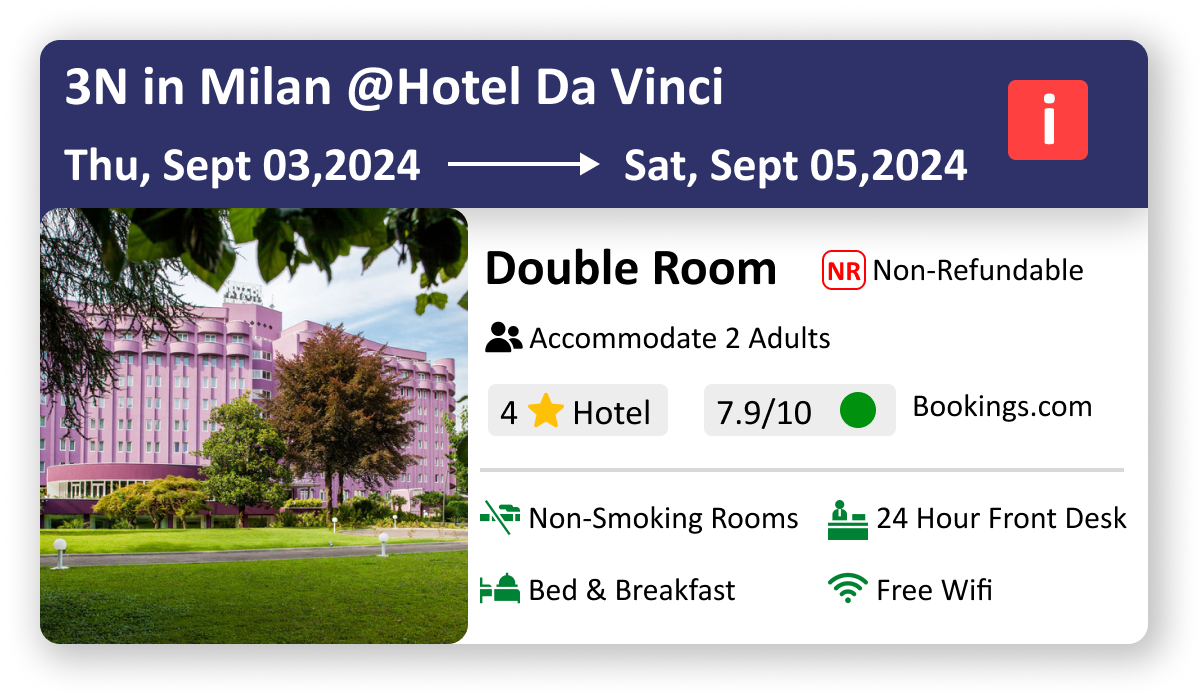 3N in Milan @Hotel Da Vinci
i
Thu, Sept 03,2024 Sat, Sept 05,2024
Double Room
NR Non-Refundable
Accommodate 2 Adults
4 Hotel
7.9/10
Bookings.com
Non-Smoking Rooms
24 Hour Front Desk
Bed & Breakfast
Free Wifi